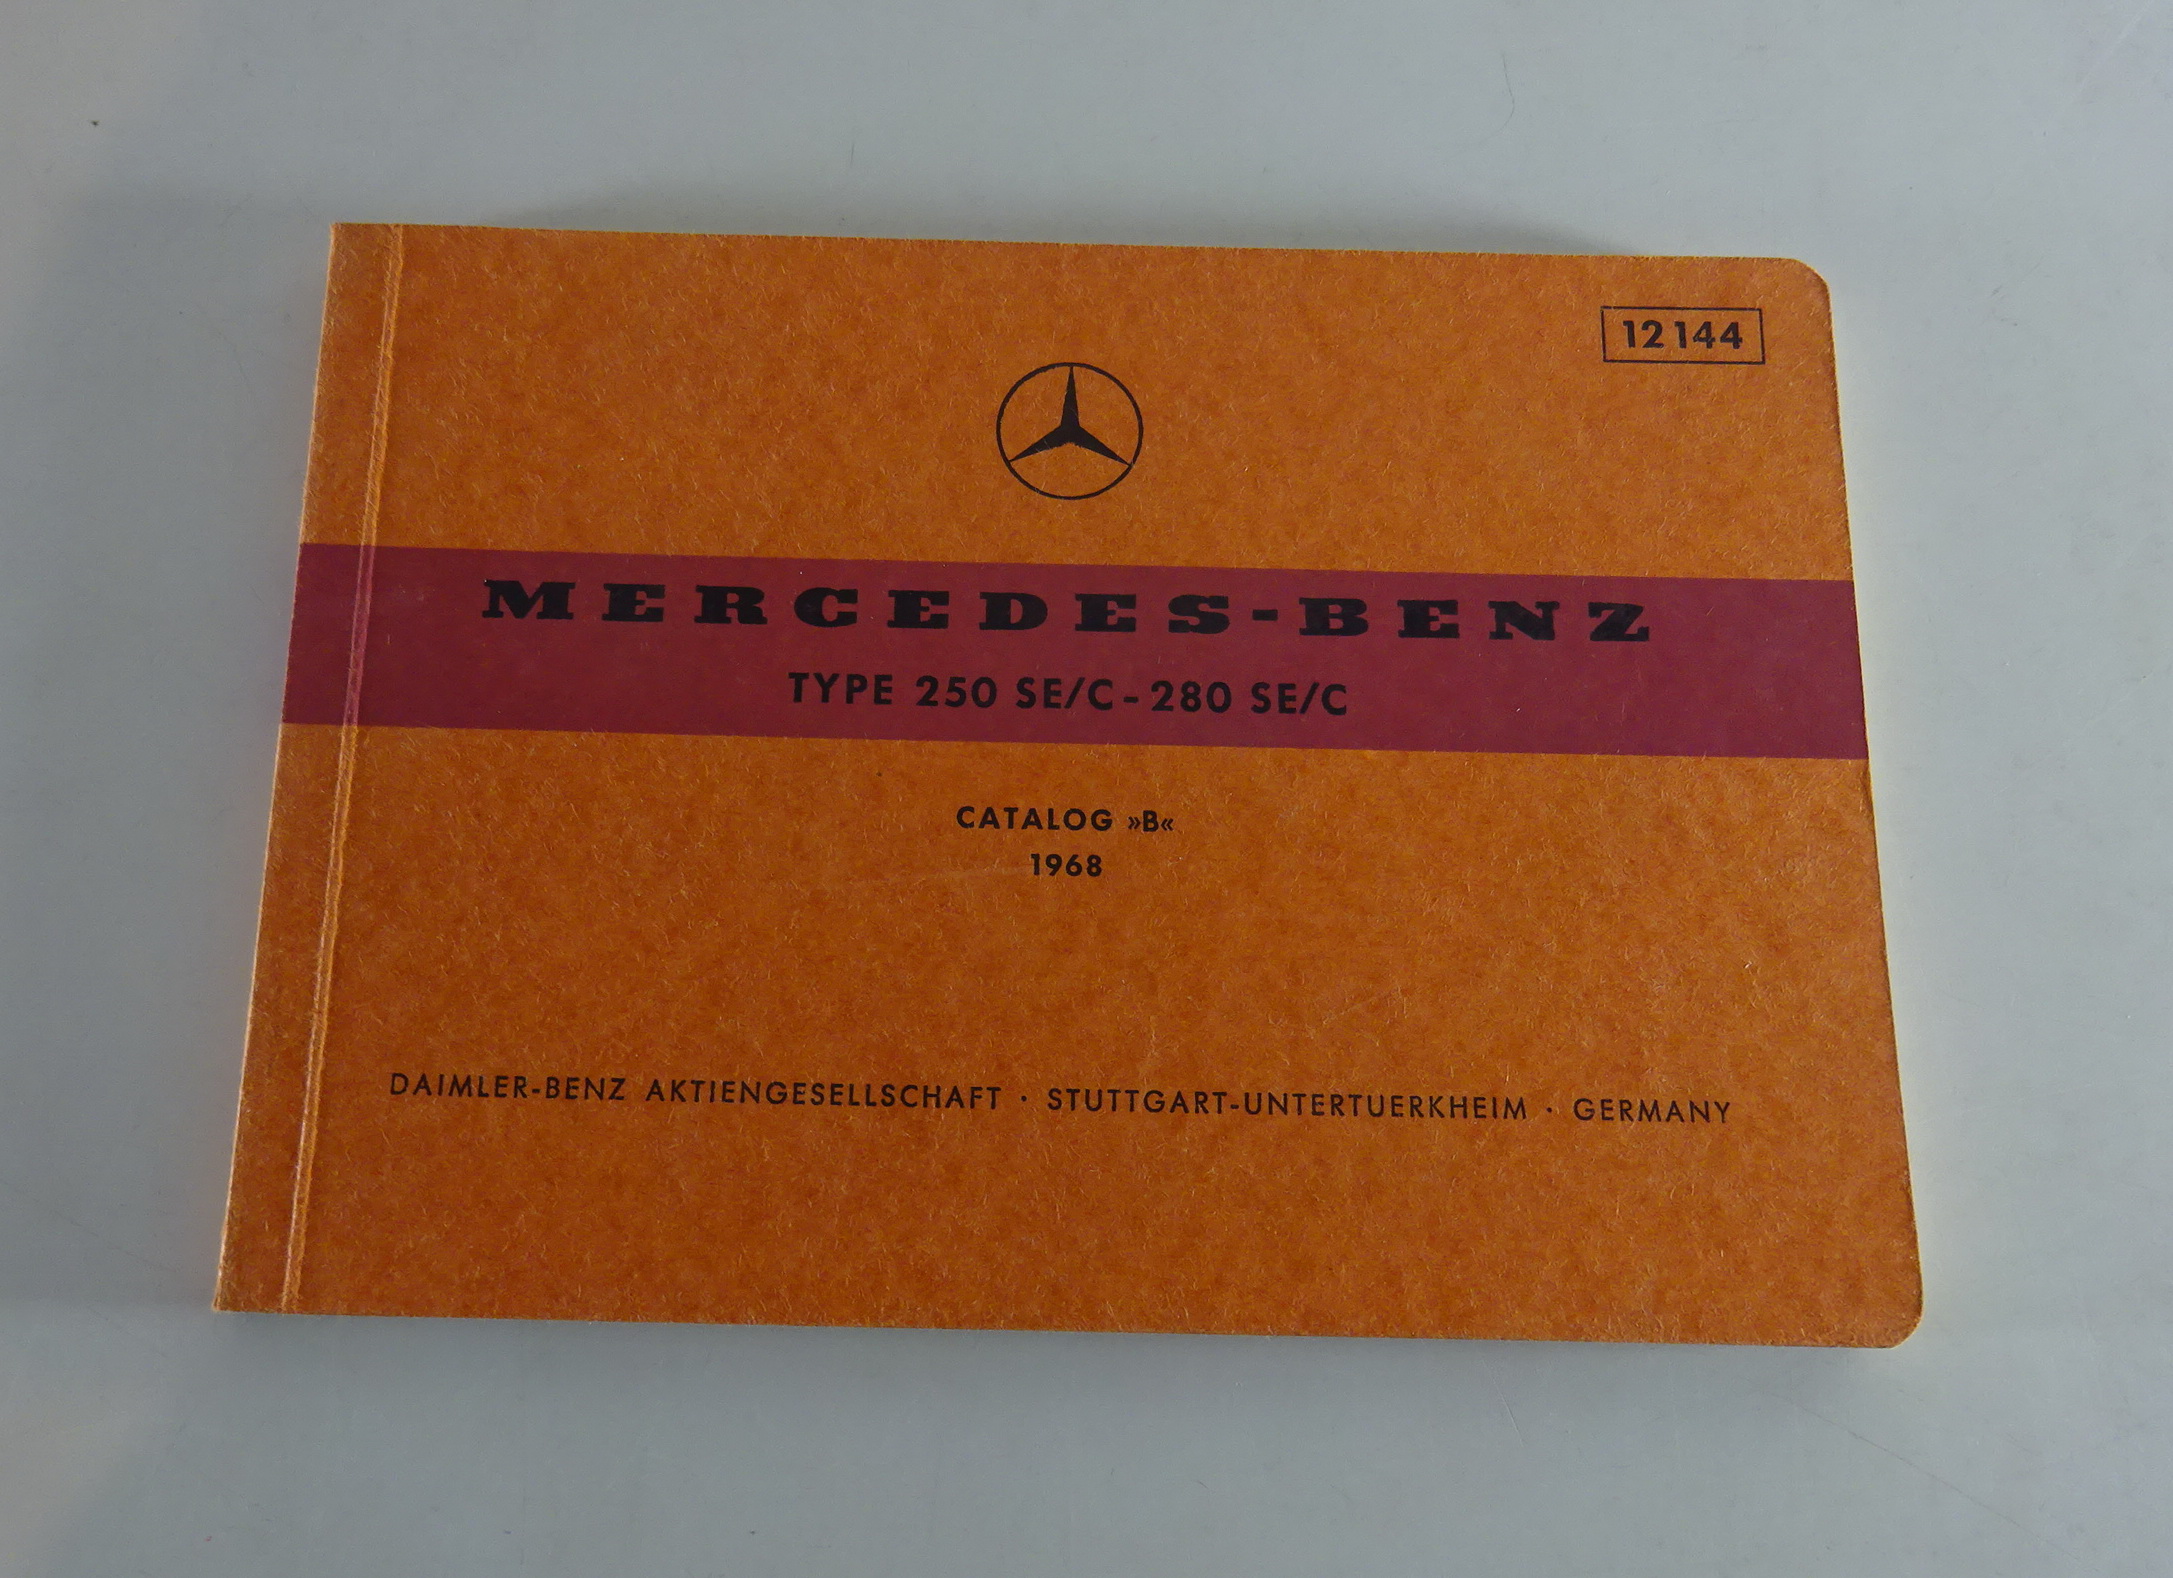 12 144
MERCEDES-BENZ
TYPE 250 SE/C - 280 SE/C
CATALOG »B«
1968
DAIMLER-BENZ AKTIENGESELLSCHAFT · STUTTGART-UNTERTUERKHEIM · GERMANY